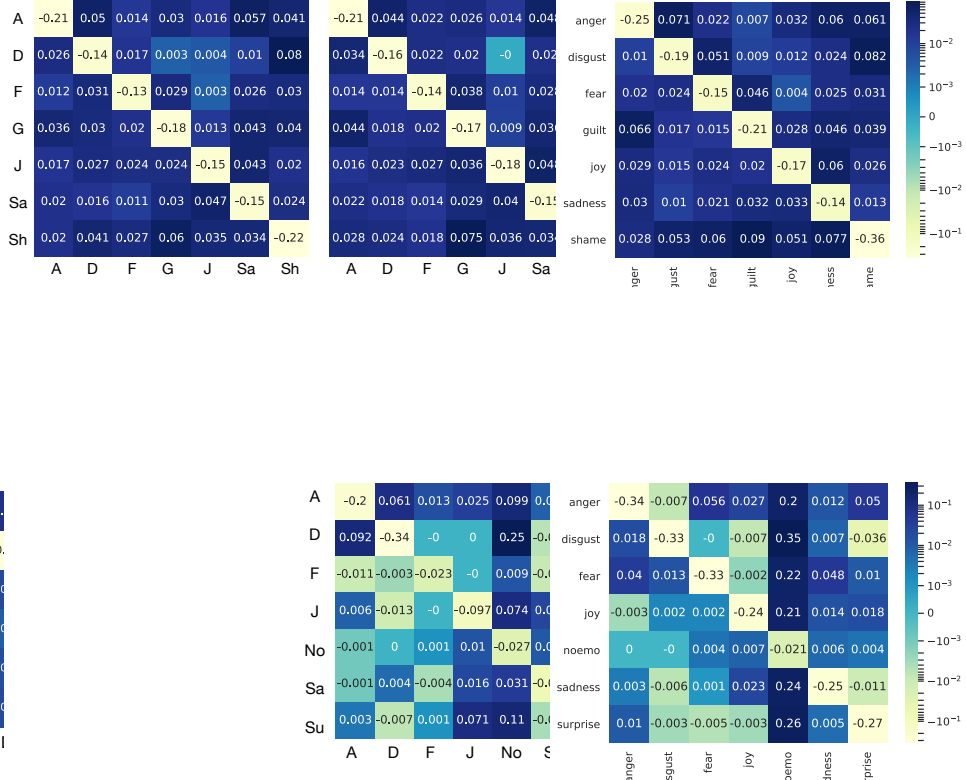 A -0.21 0.05 0.014 0.03 0.016 0.057 0.041
D 0.026 -0.14 0.017 0.003 0.004 0.01 0.08
F 0.012 0.031 -0.13 0.029 0.003 0.026 0.03
G 0.036 0.03 0.02 -0.18 0.013 0.043 0.04
J 0.017 0.027 0.024 0.024 -0.15 0.043 0.02
Sa 0.02 0.016 0.011 0.03 0.047 -0.15 0.024
Sh 0.02 0.041 0.027 0.06 0.035 0.034 -0.22
A D F G J Sa Sh
-0.21 0.044 0.022 0.026 0.014
0.034 -0.16 0.022 0.02 -0
0.014 0.014 -0.14 0.038 0.01
0.044 0.018 0.02 -0.17 0.009
0.016 0.023 0.027 0.036 -0.18
0.022 0.018 0.014 0.029 0.04 -0.15
0.028 0.024 0.018 0.075 0.036
A D F G J Sa
anger -0.25 0.071 0.022 0.007 0.032 0.06 0.061
disgust 0.01 -0.19 0.051 0.009 0.012 0.024 0.082
fear 0.02 0.024 -0.15 0.046 0.004 0.025 0.031
guilt 0.066 0.017 0.015 -0.21 0.028 0.046 0.039
joy 0.029 0.015 0.024 0.02 -0.17 0.06 0.026
sadness 0.03 0.01 0.021 0.032 0.033 -0.14 0.013
shame 0.028 0.053 0.06 0.09 0.051 0.077 -0.36
fear joy
10⁻²
10⁻³
0
−10⁻³
−10⁻²
−10⁻¹
A -0.2 0.061 0.013 0.025 0.099
D 0.092 -0.34 -0 0 0.25
F -0.011 -0.003 -0.023 -0 0.009
J 0.006 -0.013 -0 -0.097 0.074
No -0.001 0 0.001 0.01 -0.027
Sa -0.001 0.004 -0.004 0.016 0.031
Su 0.003 -0.007 0.001 0.071 0.11
A D F J No
anger -0.34 -0.007 0.056 0.027 0.2 0.012 0.05
disgust 0.018 -0.33 -0 -0.007 0.35 0.007 -0.036
fear 0.04 0.013 -0.33 -0.002 0.22 0.048 0.01
joy -0.003 0.002 0.002 -0.24 0.21 0.014 0.018
noemo 0 -0 0.004 0.007 -0.021 0.006 0.004
sadness 0.003 -0.006 0.001 0.023 0.24 -0.25 -0.011
surprise 0.01 -0.003 -0.005 -0.003 0.26 0.005 -0.27
fear joy
10⁻¹
10⁻²
10⁻³
0
−10⁻³
−10⁻²
−10⁻¹